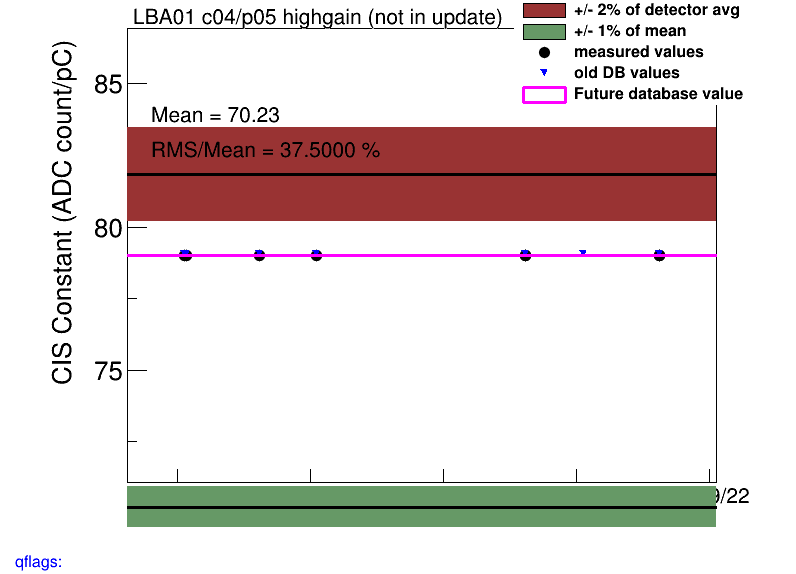 LBA01 c04/p05 highgain (not in update)
+/- 2% of detector avg
+/- 1% of mean
measured values
old DB values
Future database value
CIS Constant (ADC count/pC)
85
Mean = 70.23
RMS/Mean = 37.5000 %
80
75
/22
qflags: